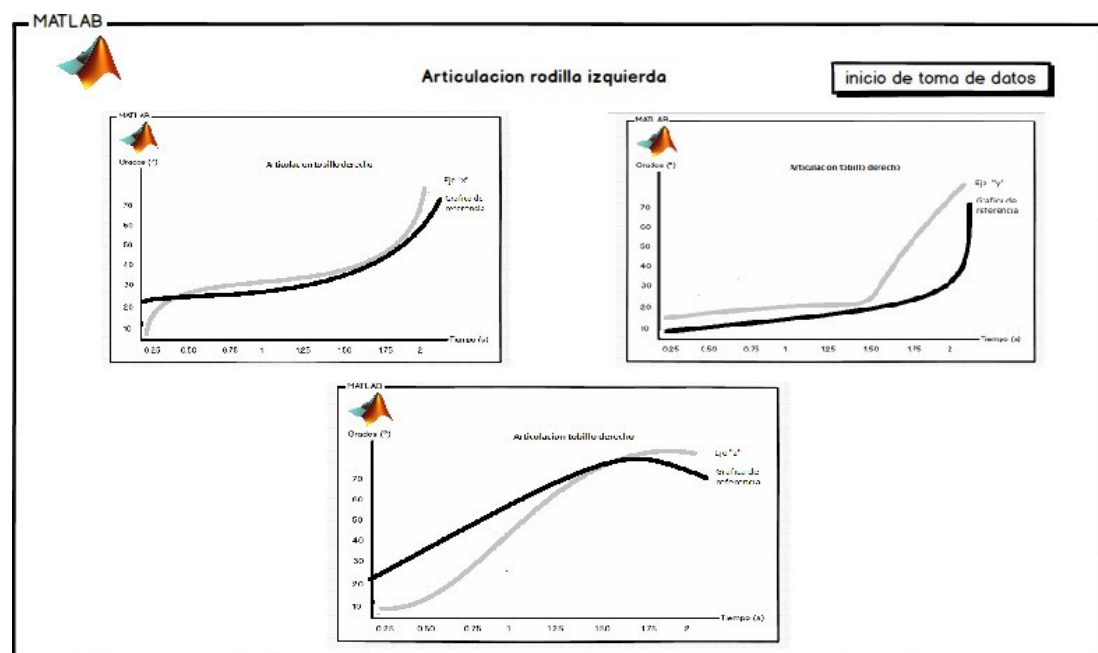 MATLAB
Articulacion rodilla izquierda
inicio de toma de datos
MATLAB
Grados (°)
Articulacion tobillo derecho
Eje "x"
Grafica de
referencia
70
60
50
40
30
20
10
Tiempo (s)
0.25 0.50 0.75 1 1.25 1.50 1.75 2
MATLAB
Grados (°)
Articulacion tobillo derecho
Eje "y"
Grafica de
referencia
70
60
50
40
30
20
10
Tiempo (s)
0.25 0.50 0.75 1 1.25 1.50 1.75 2
MATLAB
Grados (°)
Articulacion tobillo derecho
Eje "z"
Grafica de
referencia
70
60
50
40
30
20
10
Tiempo (s)
0.25 0.50 0.75 1 1.25 1.50 1.75 2